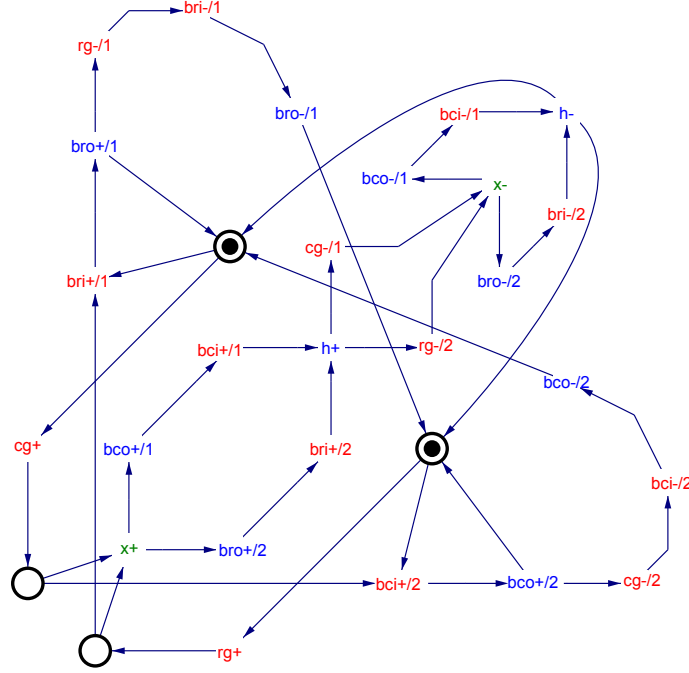 bri-/1
rg-/1
bro-/1
bci-/1
h-
bro+/1
bco-/1
x-
bri-/2
cg-/1
bri+/1
bro-/2
bci+/1
h+
rg-/2
bco-/2
cg+
bco+/1
bri+/2
bci-/2
x+
bro+/2
bci+/2
bco+/2
cg-/2
rg+